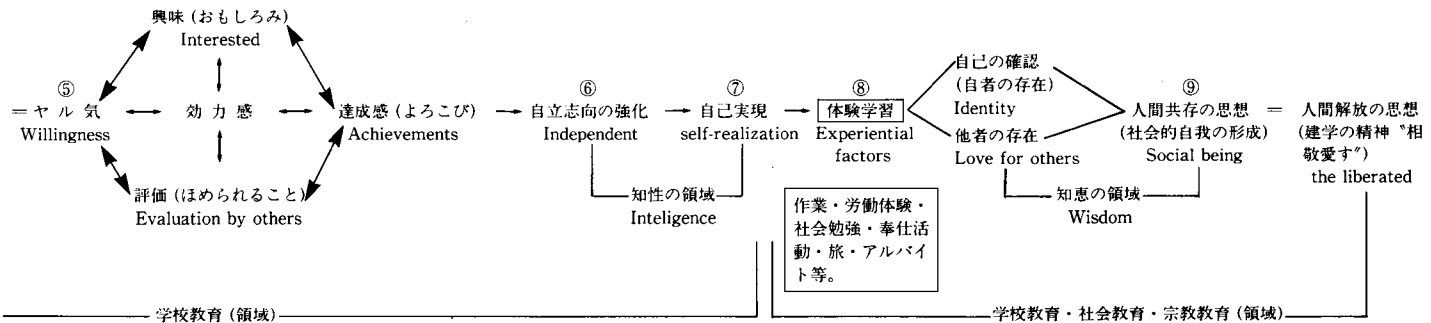 興味 (おもしろみ)
Interested
⑤
=ヤ ル 気
Willingness
効 力 感
達成感 (よろこび)
Achievements
評価 (ほめられること)
Evaluation by others
⑥
自立志向の強化
Independent
⑦
自己実現
self-realization
知性の領域
Inteligence
⑧
体験学習
Experiential
factors
作業・労働体験・
社会勉強・奉仕活
動・旅・アルバイ
ト等。
自己の確認
(自者の存在)
Identity
他者の存在
Love for others
⑨
人間共存の思想
(社会的自我の形成)
Social being
知恵の領域
Wisdom
= 人間解放の思想
(建学の精神〝相
敬愛す〟)
the liberated
学校教育 (領域)
学校教育・社会教育・宗教教育 (領域)